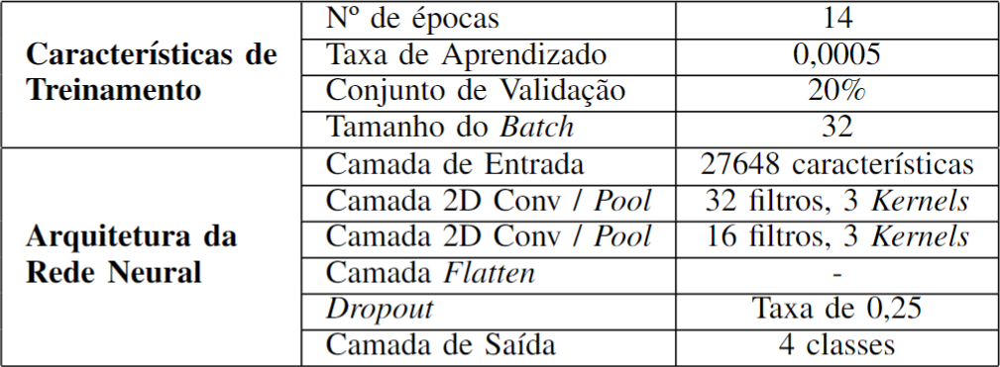 Características de Treinamento
Nº de épocas 14
Taxa de Aprendizado 0,0005
Conjunto de Validação 20%
Tamanho do Batch 32
Arquitetura da Rede Neural
Camada de Entrada 27648 características
Camada 2D Conv / Pool 32 filtros, 3 Kernels
Camada 2D Conv / Pool 16 filtros, 3 Kernels
Camada Flatten -
Dropout Taxa de 0,25
Camada de Saída 4 classes